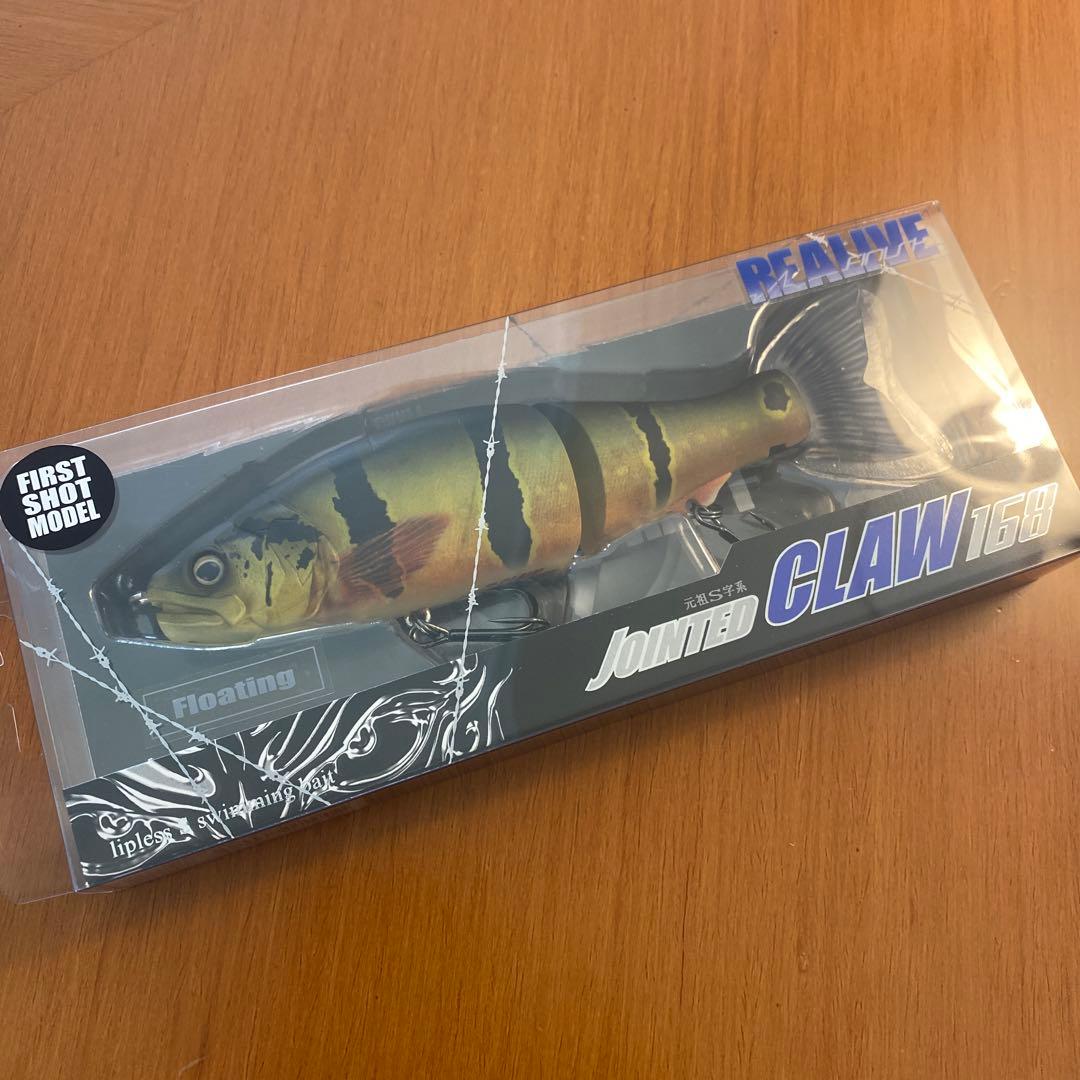 REALIVE
FIRST
SHOT
MODEL
元祖S字系
JOINTED CLAW 168
Floating
lipless swimming bait